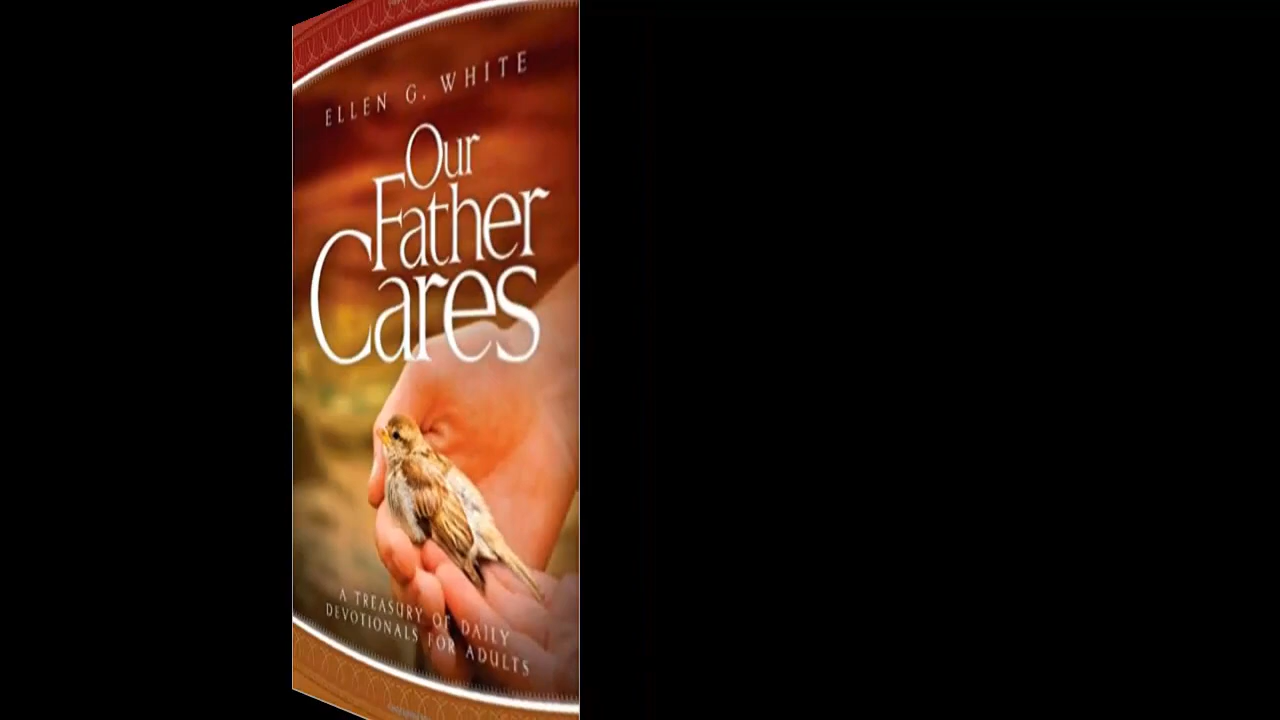 ELLEN G. WHITE
Our
Father
Cares
A TREASURY OF DAILY
DEVOTIONALS FOR ADULTS